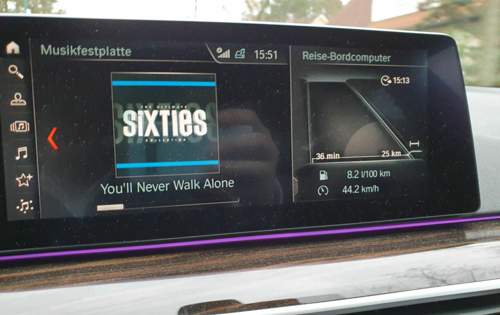 Musikfestplatte
15:51
Reise-Bordcomputer
15:13
THE ULTIMATE
SIXTIES
COLLECTION
36 min
25 km
You'll Never Walk Alone
8.2 l/100 km
44.2 km/h